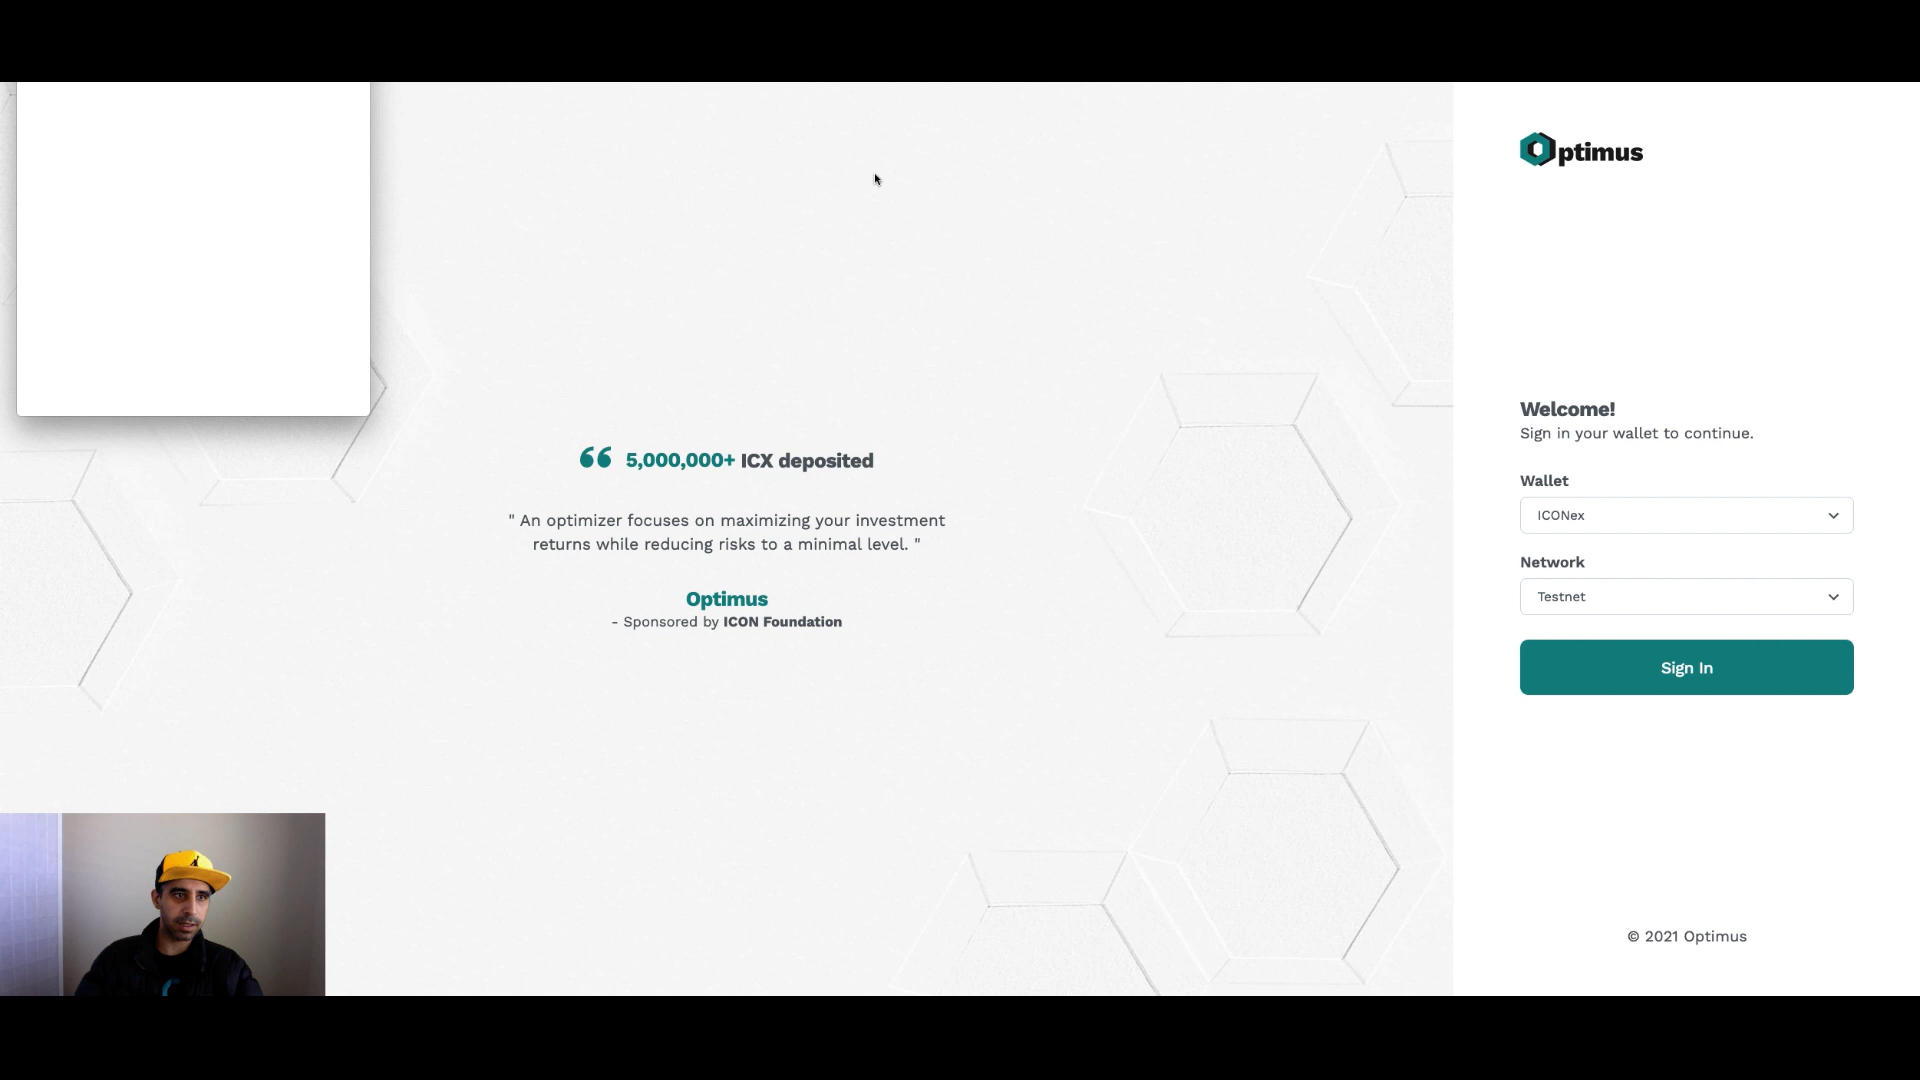 Optimus
“ 5,000,000+ ICX deposited
" An optimizer focuses on maximizing your investment
returns while reducing risks to a minimal level. "
Optimus
- Sponsored by ICON Foundation
Welcome!
Sign in your wallet to continue.
Wallet
ICONex
Network
Testnet
Sign In
© 2021 Optimus